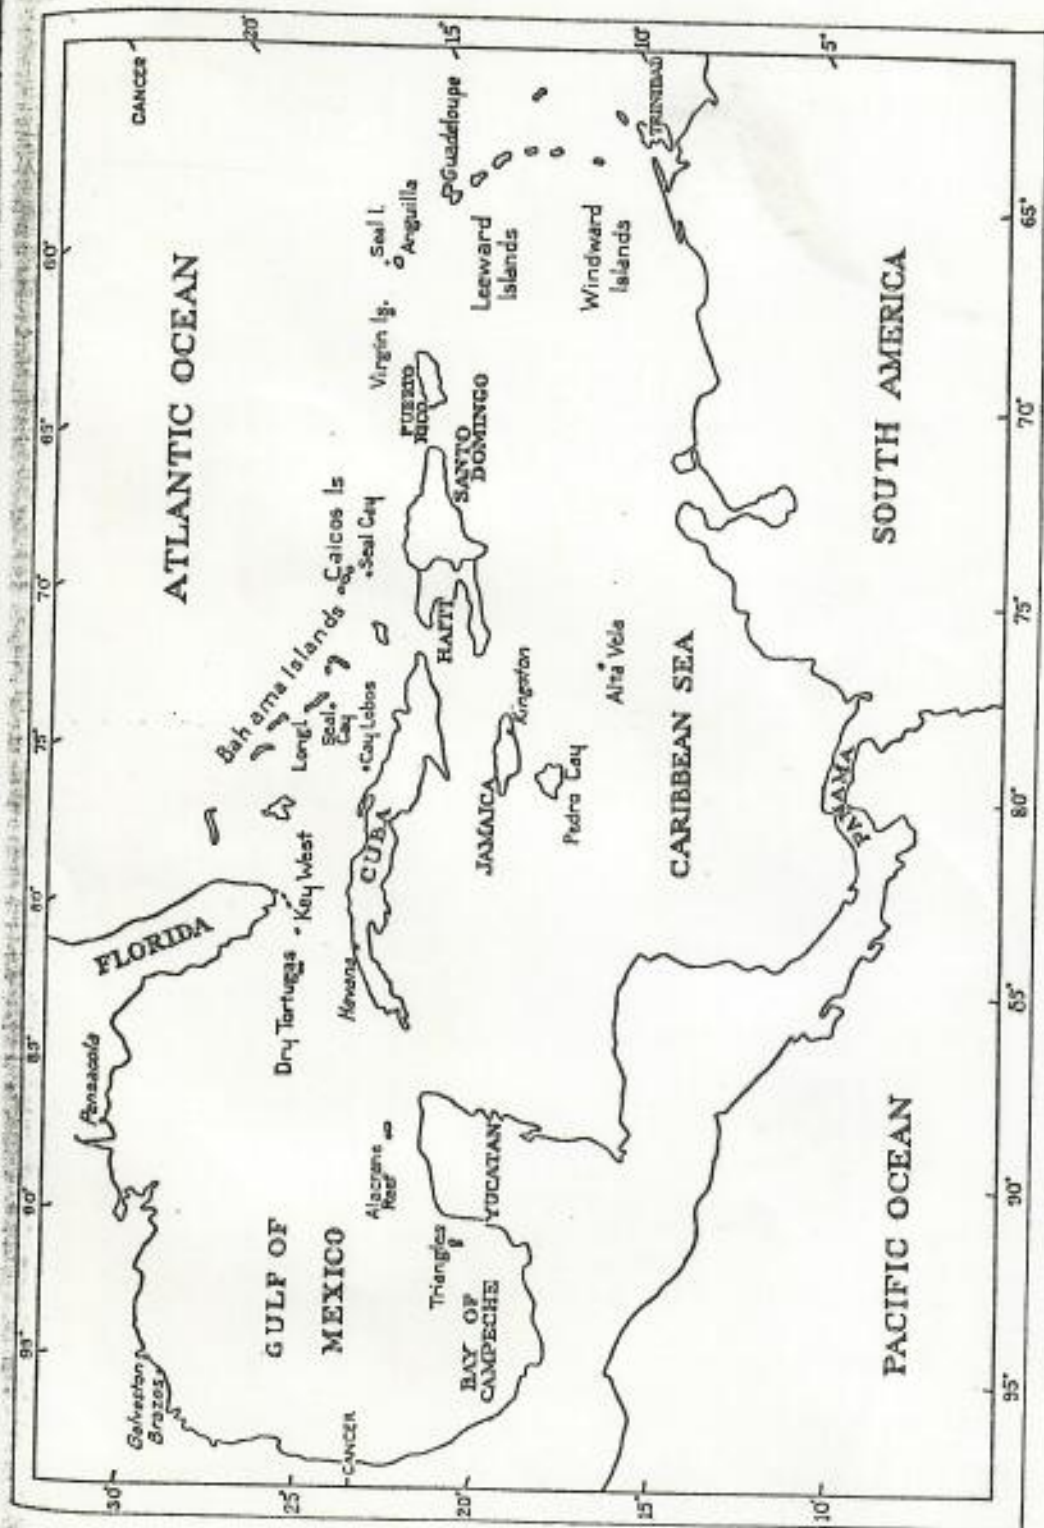 95°
90°
85°
80°
75°
70°
65°
60°
CANCER
20°
15°
10°
5°
30°
25°
20°
15°
10°
95°
90°
85°
80°
75°
70°
65°
ATLANTIC OCEAN
Galveston
Brazos
Pensacola
FLORIDA
GULF OF
MEXICO
CANCER
Dry Tortugas
Key West
Havana
CUBA
Bahama Islands
Long I.
Seal
Cay
Cay Lobos
Caicos Is
Seal Cay
Virgin Is.
Seal I.
Anguilla
Guadeloupe
PUERTO
RICO
SANTO
DOMINGO
HAITI
Leeward
Islands
Windward
Islands
TRINIDAD
Alacrane
Reef
Triangles
YUCATAN
BAY OF
CAMPECHE
JAMAICA
Kingston
Pedro Cay
Alta Vela
CARIBBEAN SEA
PANAMA
SOUTH AMERICA
PACIFIC OCEAN